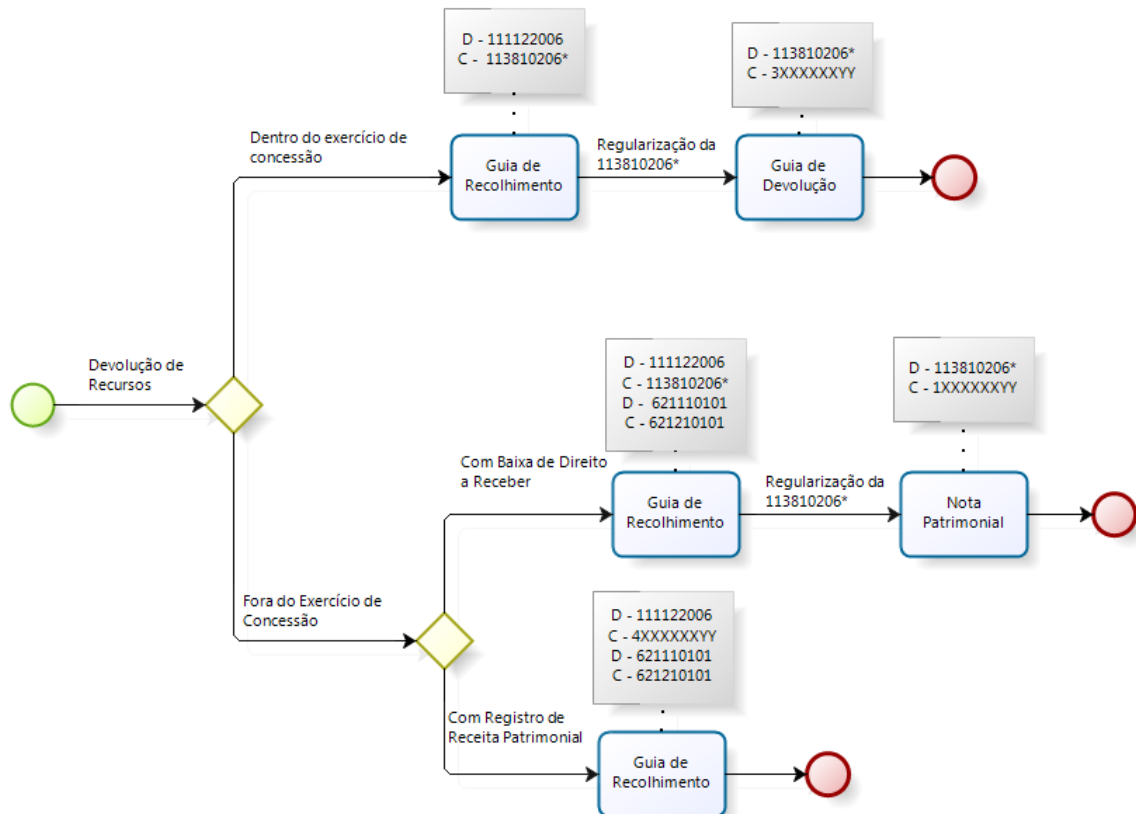 D - 111122006
C -  113810206*
D - 113810206*
C - 3XXXXXXYY
Dentro do exercício de
concessão
Guia de
Recolhimento
Regularização da
113810206*
Guia de
Devolução
Devolução de
Recursos
D - 111122006
C - 113810206*
D -  621110101
C - 621210101
D - 113810206*
C - 1XXXXXXYY
Com Baixa de Direito
a Receber
Guia de
Recolhimento
Regularização da
113810206*
Nota
Patrimonial
Fora do Exercício de
Concessão
D - 111122006
C - 4XXXXXXYY
D - 621110101
C - 621210101
Com Registro de
Receita Patrimonial
Guia de
Recolhimento